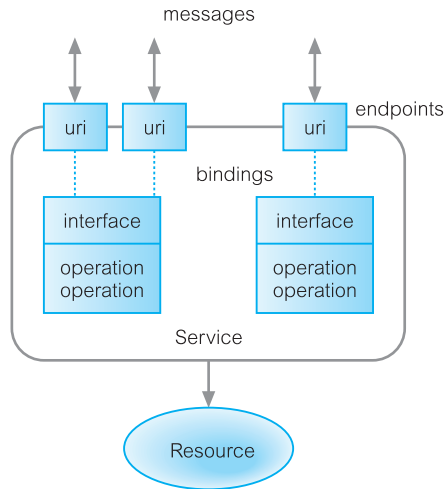 messages
endpoints
uri
uri
uri
bindings
interface
operation
operation
interface
operation
operation
Service
Resource